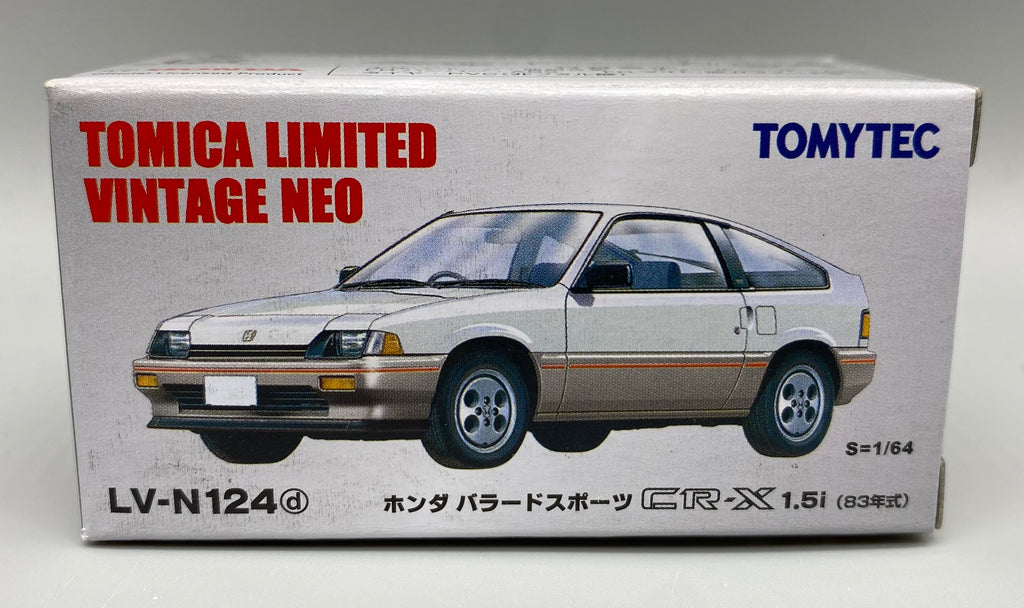 TOMICA LIMITED
VINTAGE NEO
TOMYTEC
S=1/64
LV-N124ⓓ
ホンダ バラードスポーツ CR-X 1.5i (83年式)